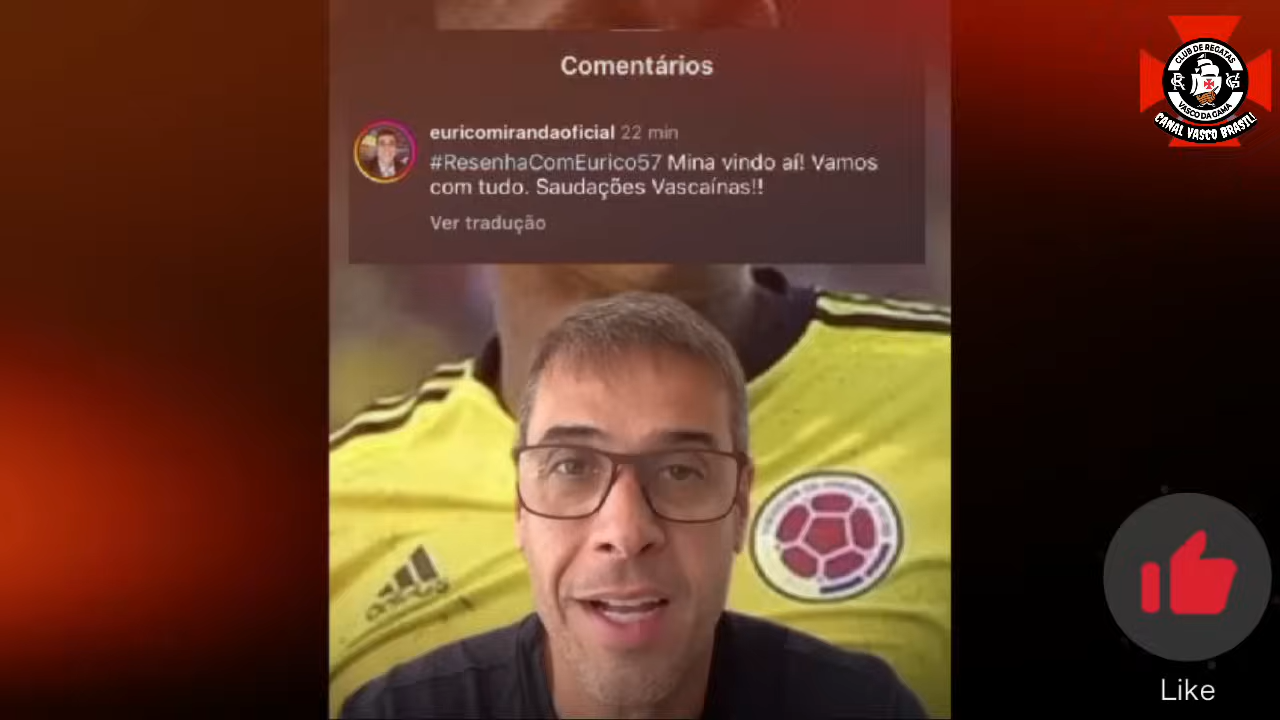 Comentários
euricomirandaoficial 22 min
#ResenhaComEurico57 Mina vindo aí! Vamos
com tudo. Saudações Vascaínas!!
Ver tradução
CLUB DE REGATAS
VASCO DA GAMA
CANAL VASCO BRASIL!
adidas
Like